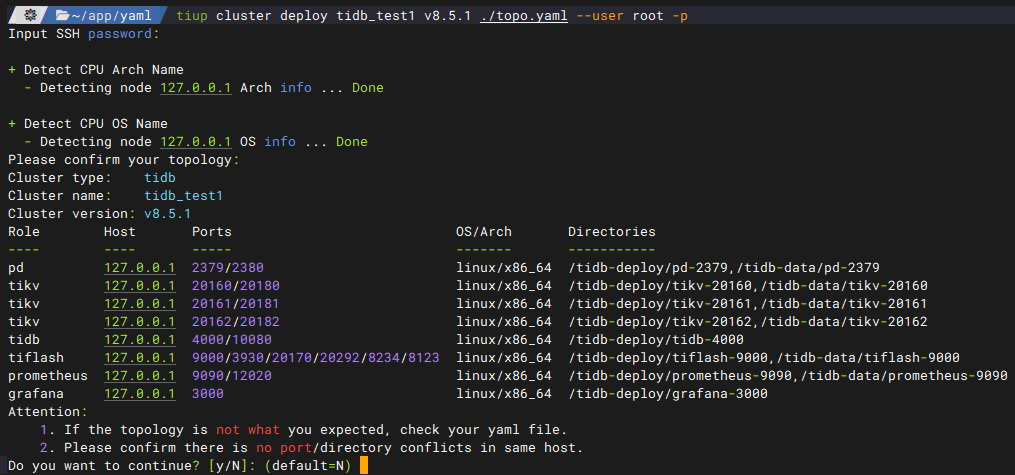 ~/app/yaml tiup cluster deploy tidb_test1 v8.5.1 ./topo.yaml --user root -p
Input SSH password:
+ Detect CPU Arch Name
- Detecting node 127.0.0.1 Arch info ... Done
+ Detect CPU OS Name
- Detecting node 127.0.0.1 OS info ... Done
Please confirm your topology:
Cluster type: tidb
Cluster name: tidb_test1
Cluster version: v8.5.1
Role Host Ports OS/Arch Directories
---- ---- ----- ------- -----------
pd 127.0.0.1 2379/2380 linux/x86_64 /tidb-deploy/pd-2379,/tidb-data/pd-2379
tikv 127.0.0.1 20160/20180 linux/x86_64 /tidb-deploy/tikv-20160,/tidb-data/tikv-20160
tikv 127.0.0.1 20161/20181 linux/x86_64 /tidb-deploy/tikv-20161,/tidb-data/tikv-20161
tikv 127.0.0.1 20162/20182 linux/x86_64 /tidb-deploy/tikv-20162,/tidb-data/tikv-20162
tidb 127.0.0.1 4000/10080 linux/x86_64 /tidb-deploy/tidb-4000
tiflash 127.0.0.1 9000/3930/20170/20292/8234/8123 linux/x86_64 /tidb-deploy/tiflash-9000,/tidb-data/tiflash-9000
prometheus 127.0.0.1 9090/12020 linux/x86_64 /tidb-deploy/prometheus-9090,/tidb-data/prometheus-9090
grafana 127.0.0.1 3000 linux/x86_64 /tidb-deploy/grafana-3000
Attention:
1. If the topology is not what you expected, check your yaml file.
2. Please confirm there is no port/directory conflicts in same host.
Do you want to continue? [y/N]: (default=N)